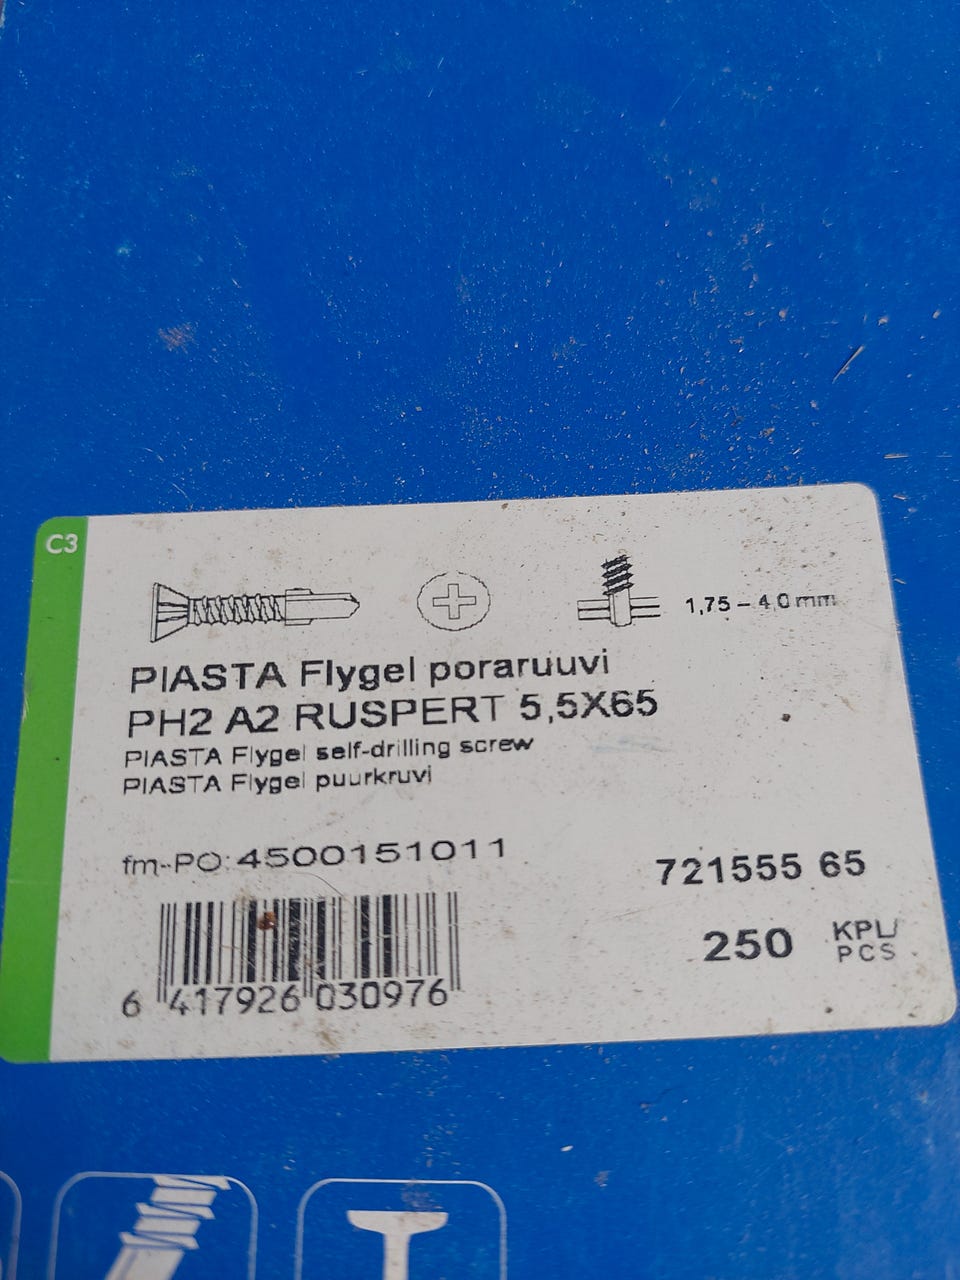 C3
1,75 – 4,0 mm
PIASTA Flygel poraruuvi
PH2 A2 RUSPERT 5,5X65
PIASTA Flygel self-drilling screw
PIASTA Flygel puurkruvi
fm-PO:4500151011
721555 65
250 KPL/
PCS
6 417926 030976